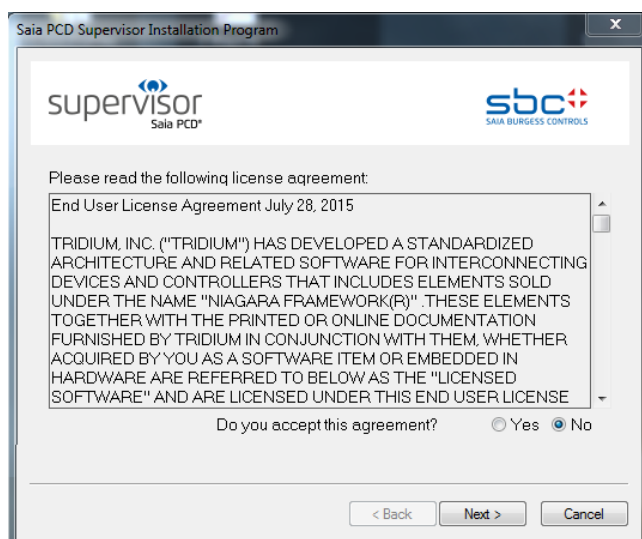 Saia PCD Supervisor Installation Program
x
supervisor
Saia PCD®
sbc
SAIA BURGESS CONTROLS
Please read the following license agreement:
End User License Agreement July 28, 2015
TRIDIUM, INC. ("TRIDIUM") HAS DEVELOPED A STANDARDIZED
ARCHITECTURE AND RELATED SOFTWARE FOR INTERCONNECTING
DEVICES AND CONTROLLERS THAT INCLUDES ELEMENTS SOLD
UNDER THE NAME "NIAGARA FRAMEWORK(R)" .THESE ELEMENTS
TOGETHER WITH THE PRINTED OR ONLINE DOCUMENTATION
FURNISHED BY TRIDIUM IN CONJUNCTION WITH THEM, WHETHER
ACQUIRED BY YOU AS A SOFTWARE ITEM OR EMBEDDED IN
HARDWARE ARE REFERRED TO BELOW AS THE "LICENSED
SOFTWARE" AND ARE LICENSED UNDER THIS END USER LICENSE
Do you accept this agreement? Yes No
< Back Next > Cancel